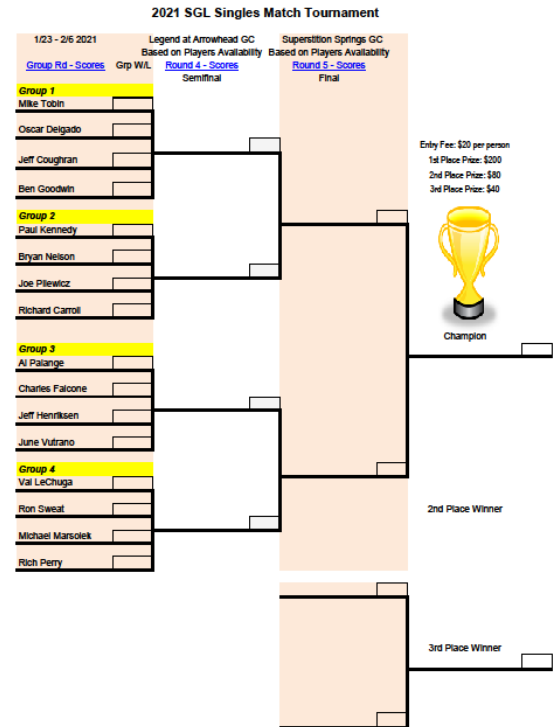 2021 SGL Singles Match Tournament
1/23 - 2/6 2021
Legend at Arrowhead GC
Superstition Springs GC
Based on Players Availability
Based on Players Availability
Group Rd - Scores
Grp W/L
Round 4 - Scores
Round 5 - Scores
Semifinal
Final
Group 1
Mike Tobin
Oscar Delgado
Jeff Coughran
Ben Goodwin
Entry Fee: $20 per person
1st Place Prize: $200
2nd Place Prize: $80
3rd Place Prize: $40
Group 2
Paul Kennedy
Bryan Nelson
Joe Pilewicz
Richard Carroll
Champion
Group 3
Al Palange
Charles Falcone
Jeff Henriksen
June Vutrano
Group 4
Val LeChuga
Ron Sweat
Michael Marsolek
Rich Perry
2nd Place Winner
3rd Place Winner